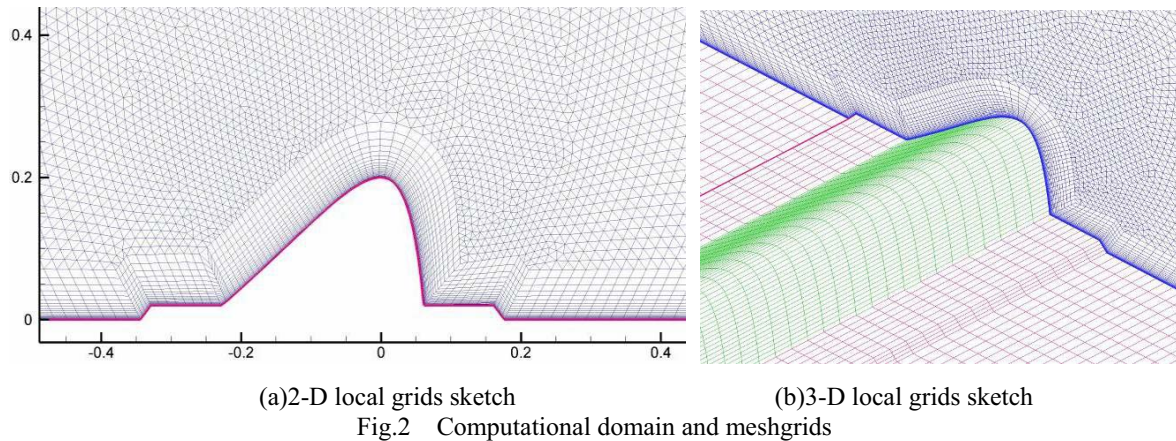 0.4
0.2
0
-0.4
-0.2
0
0.2
0.4
(a)2-D local grids sketch
(b)3-D local grids sketch
Fig.2 Computational domain and meshgrids